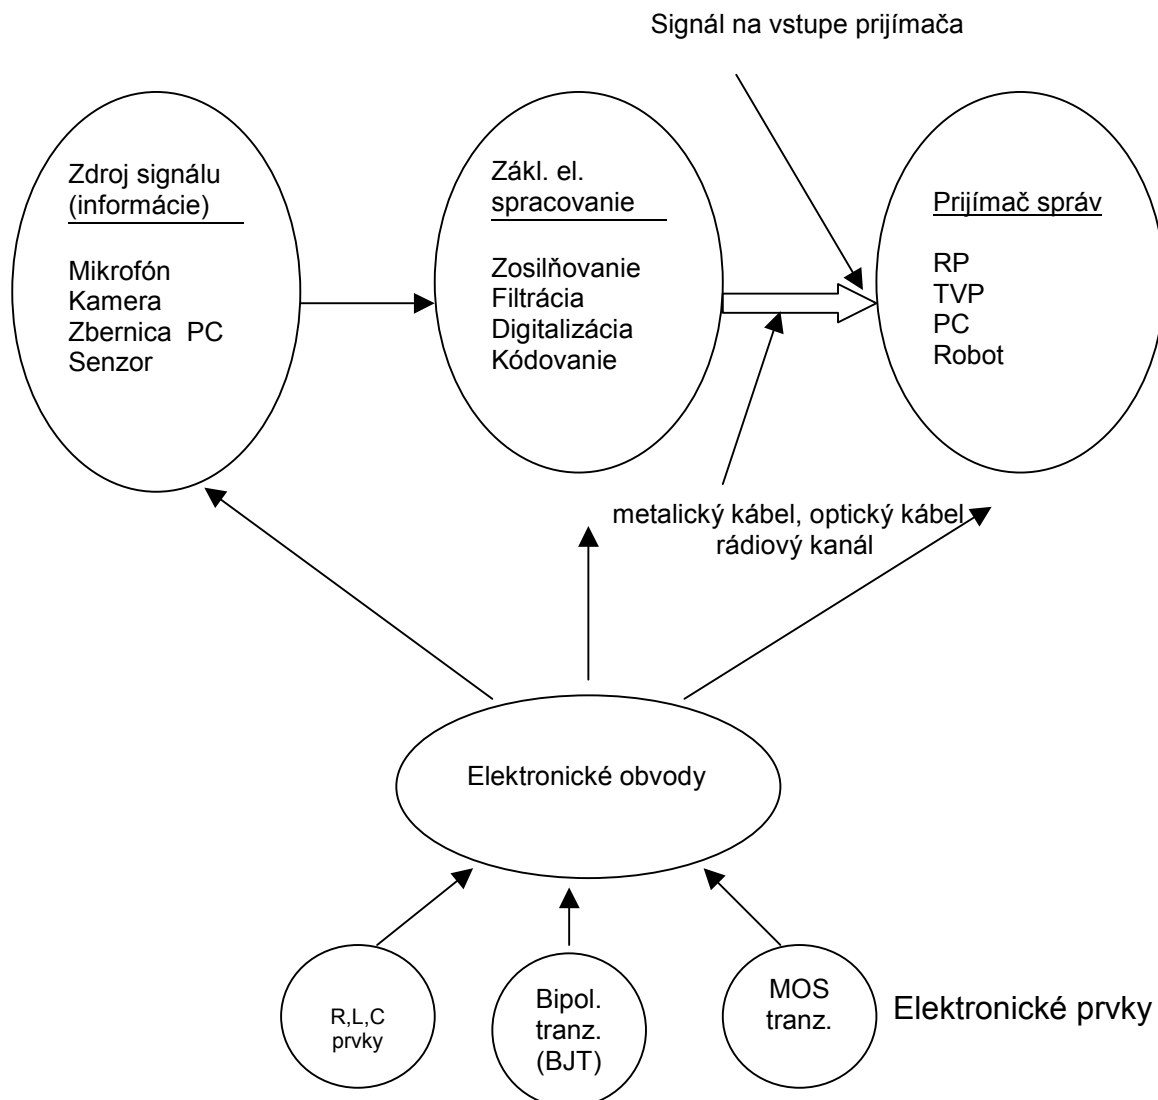 Signál na vstupe prijímača
Zdroj signálu
(informácie)
Mikrofón
Kamera
Zbernica PC
Senzor
Zákl. el.
spracovanie
Zosilňovanie
Filtrácia
Digitalizácia
Kódovanie
Prijímač správ
RP
TVP
PC
Robot
metalický kábel, optický kábel
rádiový kanál
Elektronické obvody
R,L,C
prvky
Bipol.
tranz.
(BJT)
MOS
tranz.
Elektronické prvky